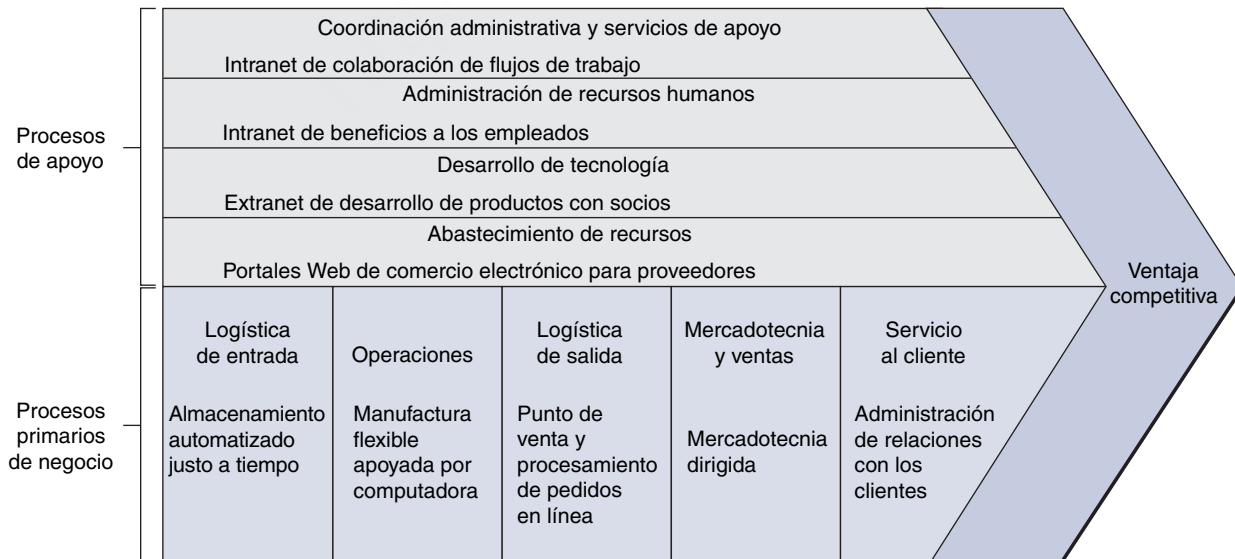 Procesos
de apoyo
Coordinación administrativa y servicios de apoyo
Intranet de colaboración de flujos de trabajo
Administración de recursos humanos
Intranet de beneficios a los empleados
Desarrollo de tecnología
Extranet de desarrollo de productos con socios
Abastecimiento de recursos
Portales Web de comercio electrónico para proveedores
Procesos
primarios
de negocio
Logística
de entrada
Almacenamiento
automatizado
justo a tiempo
Operaciones
Manufactura
flexible
apoyada por
computadora
Logística
de salida
Punto de
venta y
procesamiento
de pedidos
en línea
Mercadotecnia
y ventas
Mercadotecnia
dirigida
Servicio
al cliente
Administración
de relaciones
con los
clientes
Ventaja
competitiva